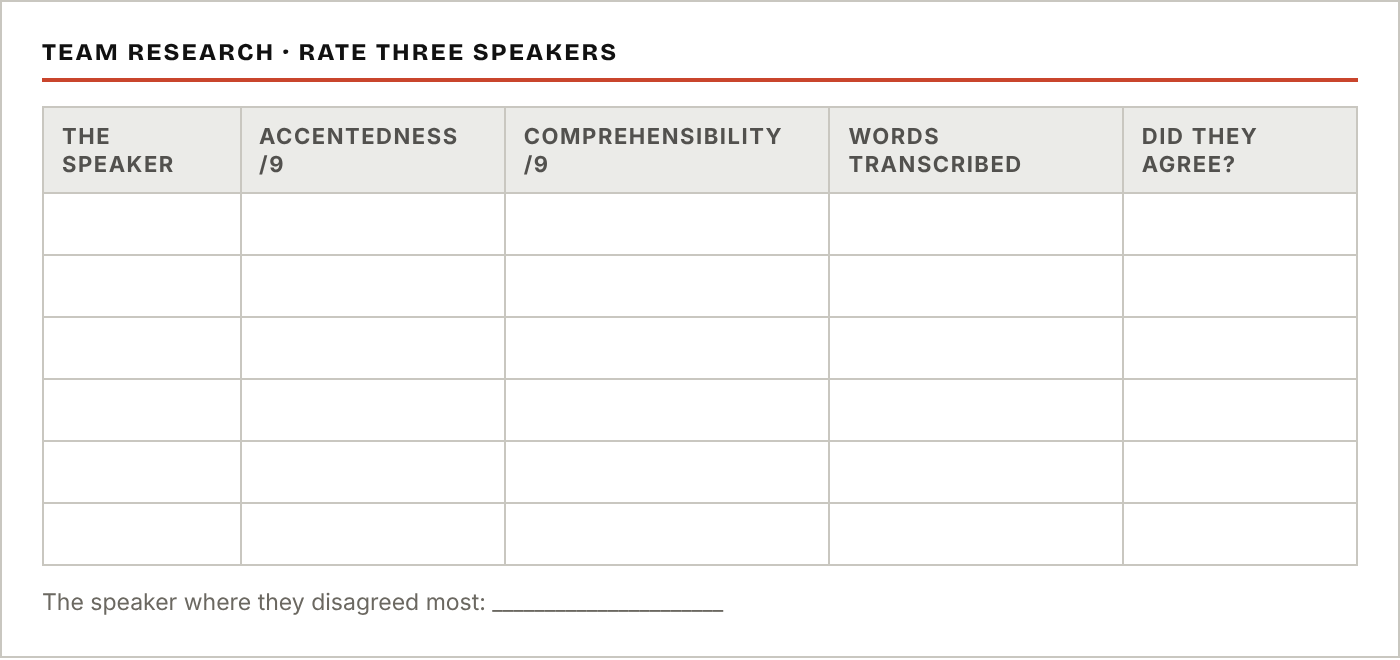 TEAM RESEARCH · RATE THREE SPEAKERS
THE SPEAKER
ACCENTEDNESS /9
COMPREHENSIBILITY /9
WORDS TRANSCRIBED
DID THEY AGREE?
The speaker where they disagreed most: ____________________